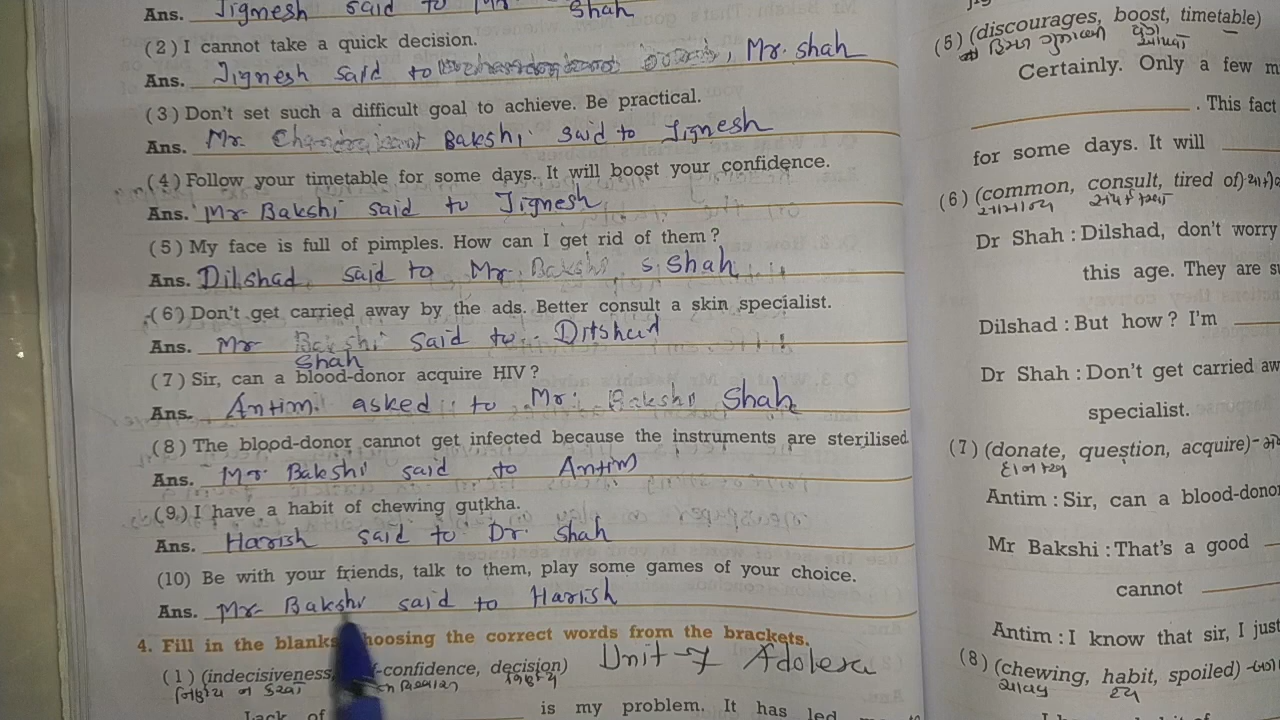 Ans. Jigmesh said to Mr Shah
(2) I cannot take a quick decision.
Ans. Jignesh said to , Mr. shah
(3) Don't set such a difficult goal to achieve. Be practical.
Ans. Mr. Chandrakant Bakshi said to Jignesh
(4) Follow your timetable for some days. It will boost your confidence.
Ans. Mr Bakshi said to Jignesh
(5) My face is full of pimples. How can I get rid of them?
Ans. Dilshad said to Mr. Bakshi S. Shah
(6) Don't get carried away by the ads. Better consult a skin specialist.
Ans. Mr Bakshi said to Ditshad
Shah
(7) Sir, can a blood-donor acquire HIV?
Ans. Antim asked to Mr. Bakshi Shah
(8) The blood-donor cannot get infected because the instruments are sterilised
Ans. Mr. Bakshi said to Antim
(9) I have a habit of chewing gutkha.
Ans. Harish said to Dr. Shah
(10) Be with your friends, talk to them, play some games of your choice.
Ans. Mr- Bakshi said to Harish
4. Fill in the blanks choosing the correct words from the brackets.
Unit-7 Adolesc
(1) (indecisiveness, -confidence, decision)
Lack of is my problem. It has led
(5) (discourages, boost, timetable)
Certainly. Only a few m
. This fact
for some days. It will
(6) (common, consult, tired of)
સામાન્ય
Dr Shah : Dilshad, don't worry
this age. They are s
Dilshad : But how? I'm
Dr Shah : Don't get carried aw
specialist.
(7) (donate, question, acquire)
Antim : Sir, can a blood-donor
Mr Bakshi : That's a good
cannot
Antim : I know that sir, I just
(8) (chewing, habit, spoiled)